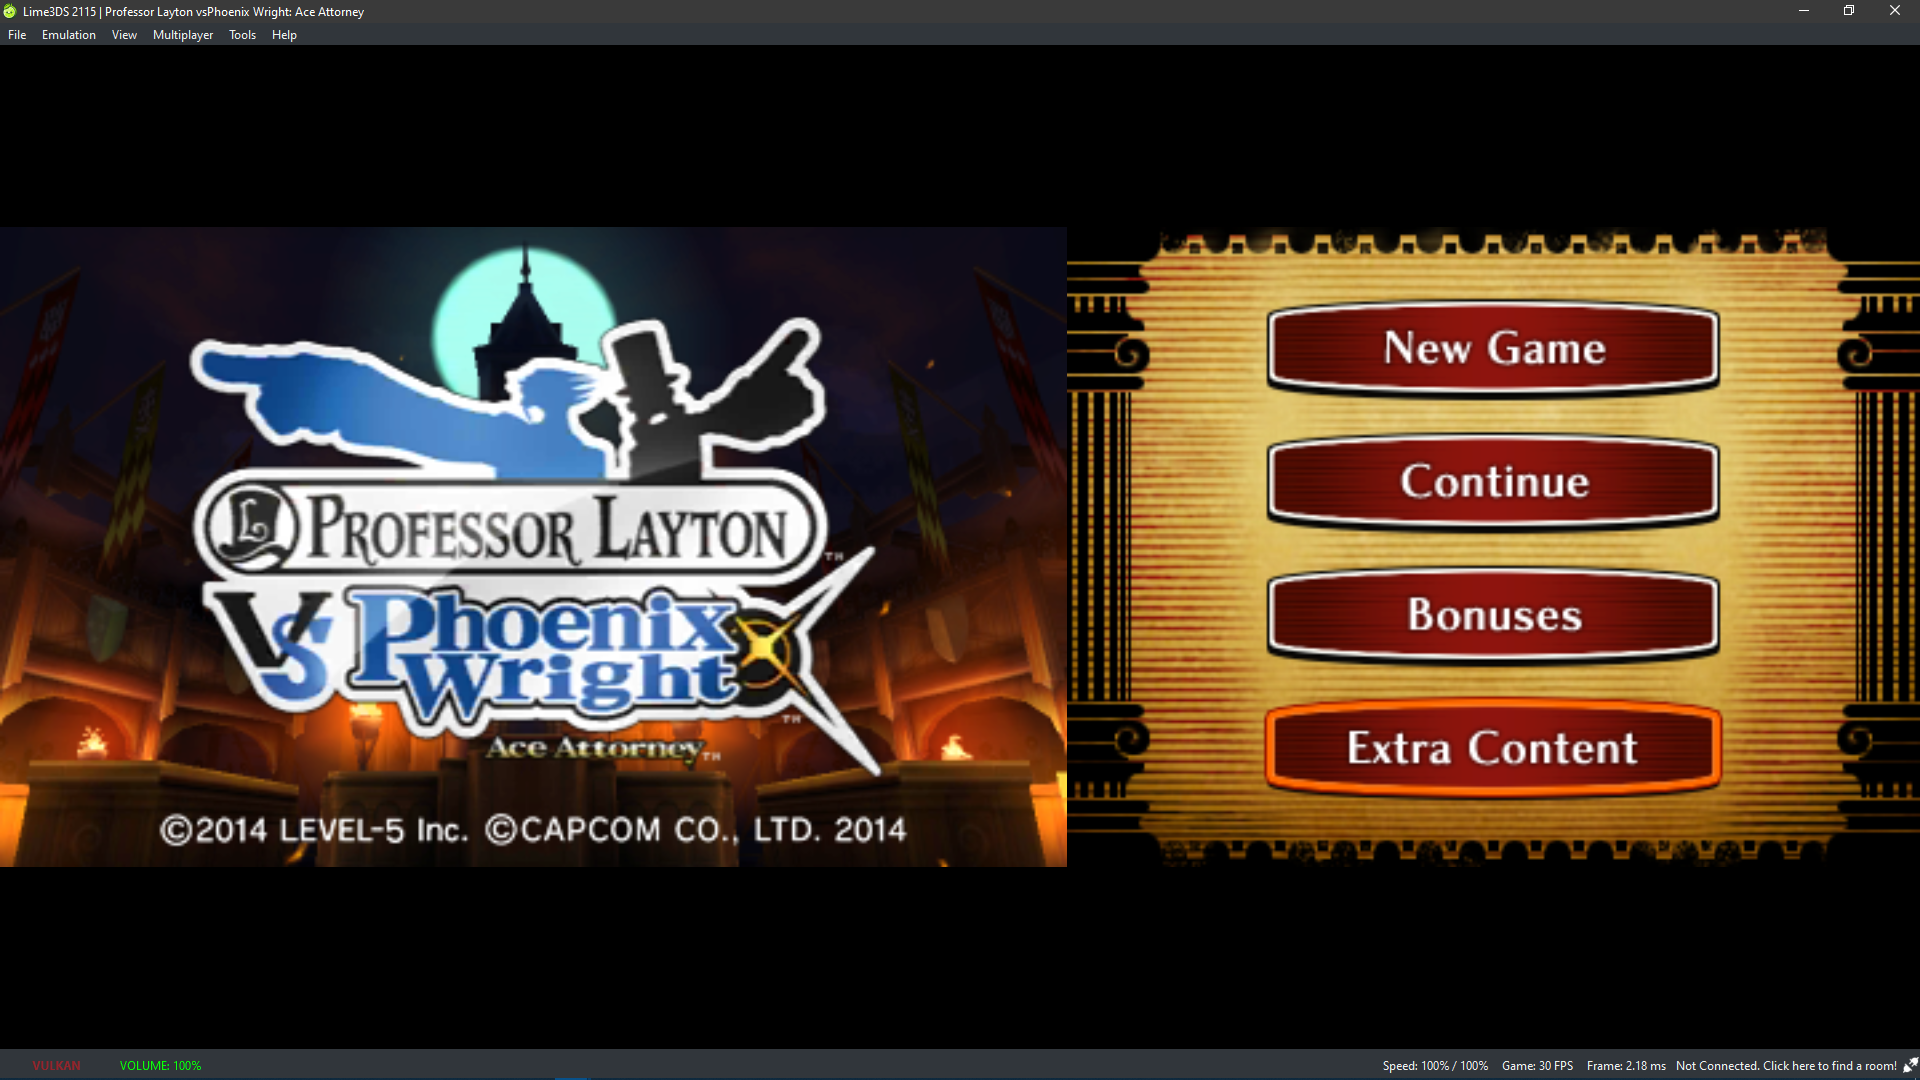 Lime3DS 2115 | Professor Layton vsPhoenix Wright: Ace Attorney
File Emulation View Multiplayer Tools Help
L PROFESSOR LAYTON TM
VS Phoenix Wright TM
Ace Attorney TM
©2014 LEVEL-5 Inc. ©CAPCOM CO., LTD. 2014
New Game
Continue
Bonuses
Extra Content
VULKAN VOLUME: 100% Speed: 100% / 100% Game: 30 FPS Frame: 2.18 ms Not Connected. Click here to find a room!